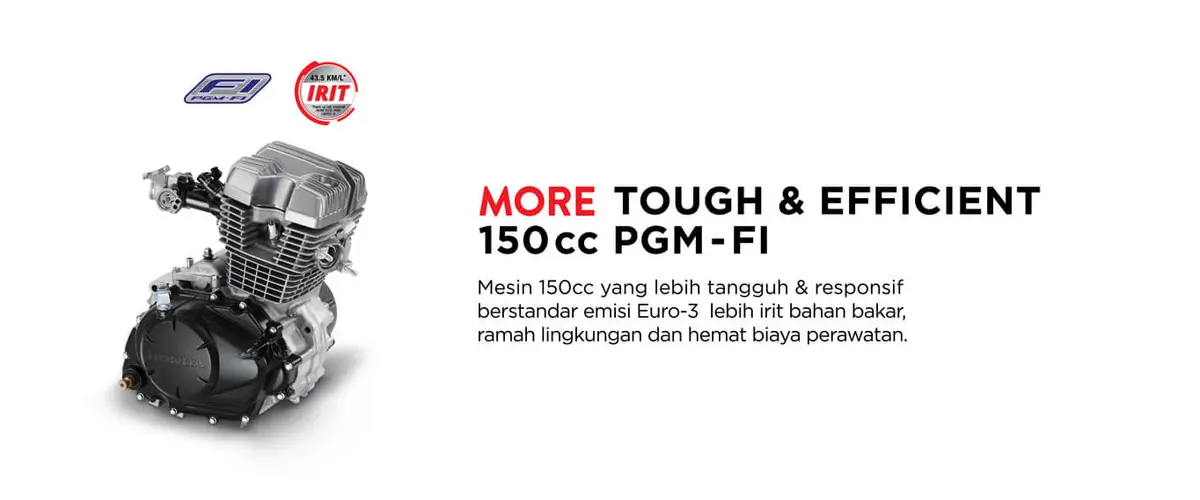 FI
PGM-FI
43.5 KM/L*
IRIT
MORE TOUGH & EFFICIENT
150cc PGM-FI
Mesin 150cc yang lebih tangguh & responsif
berstandar emisi Euro-3 lebih irit bahan bakar,
ramah lingkungan dan hemat biaya perawatan.
HONDA